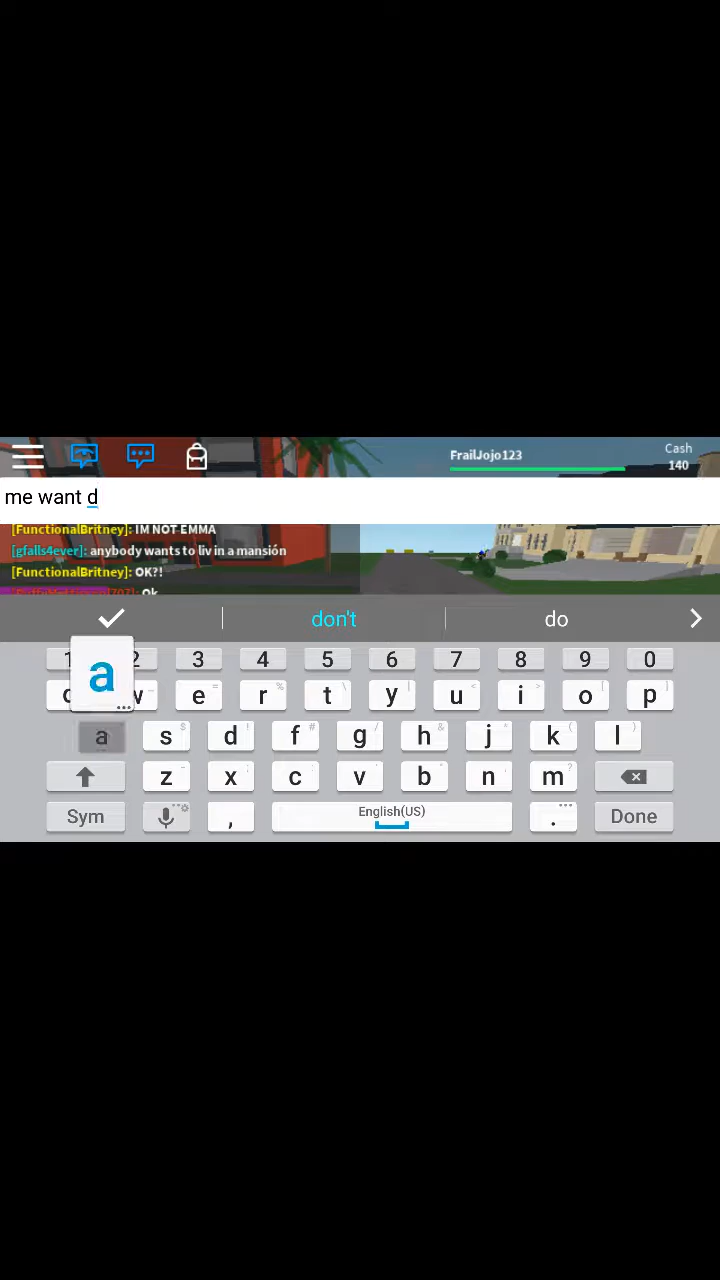 FrailJojo123
Cash
140
me want d
[FunctionalBritney]: IM NOT EMMA
[gfalls4ever]: anybody wants to liv in a mansión
[FunctionalBritney]: OK?!
Ok
don't do
1 2 3 4 5 6 7 8 9 0
a
e r t y u i o p
a s d f g h j k l
z x c v b n m
Sym , English(US) . Done